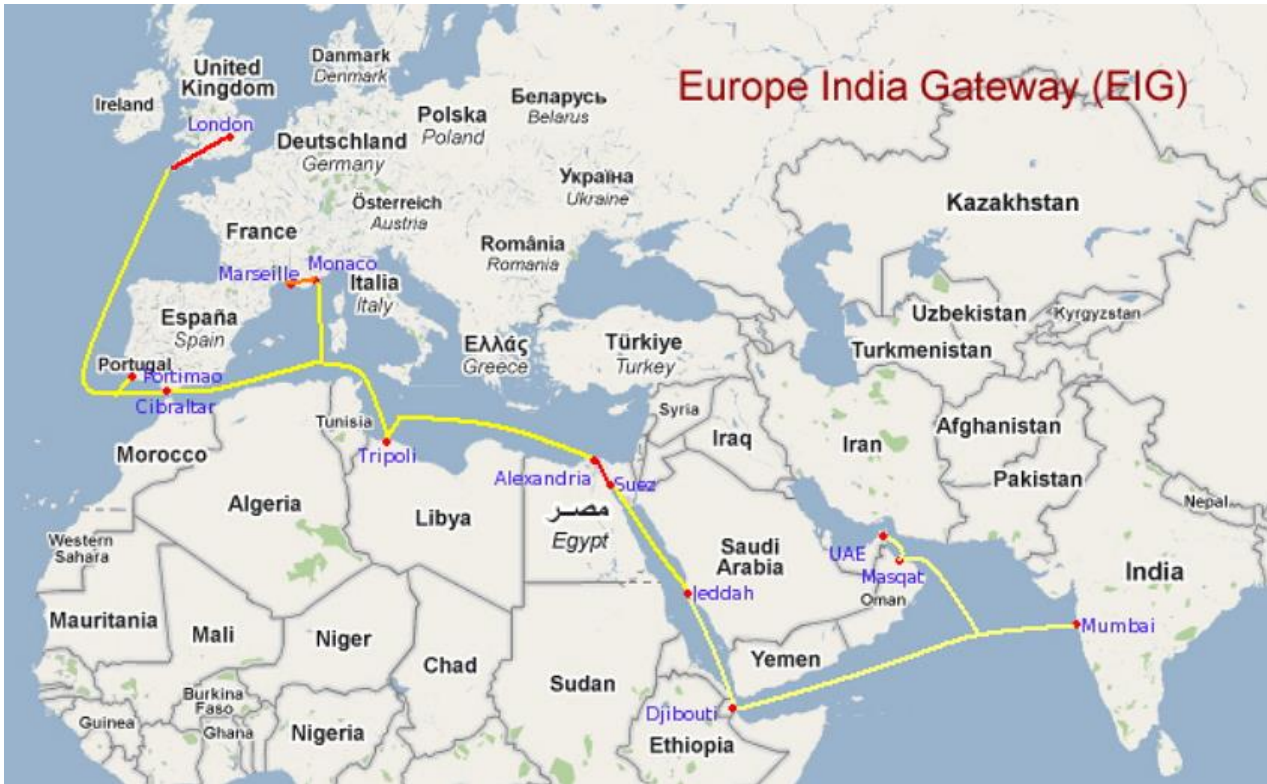 Danmark
Denmark
United
Kingdom
Ireland
London
Беларусь
Belarus
Europe India Gateway (EIG)
Polska
Poland
Deutschland
Germany
Україна
Ukraine
Österreich
Austria
Kazakhstan
France
România
Romania
Marseille
Monaco
Italia
Italy
Uzbekistan
Kyrgyzstan
España
Spain
Ελλάς
Greece
Türkiye
Turkey
Turkmenistan
Portugal
Portimao
Gibraltar
Tunisia
Syria
Iraq
Iran
Afghanistan
Morocco
Tripoli
Alexandria
Suez
Pakistan
Algeria
Libya
مصر
Egypt
Nepal
Western
Sahara
Saudi
Arabia
UAE
Masqat
Oman
India
Jeddah
Mauritania
Mali
Niger
Chad
Sudan
Yemen
Mumbai
Burkina
Faso
Guinea
Ghana
Nigeria
Djibouti
Ethiopia